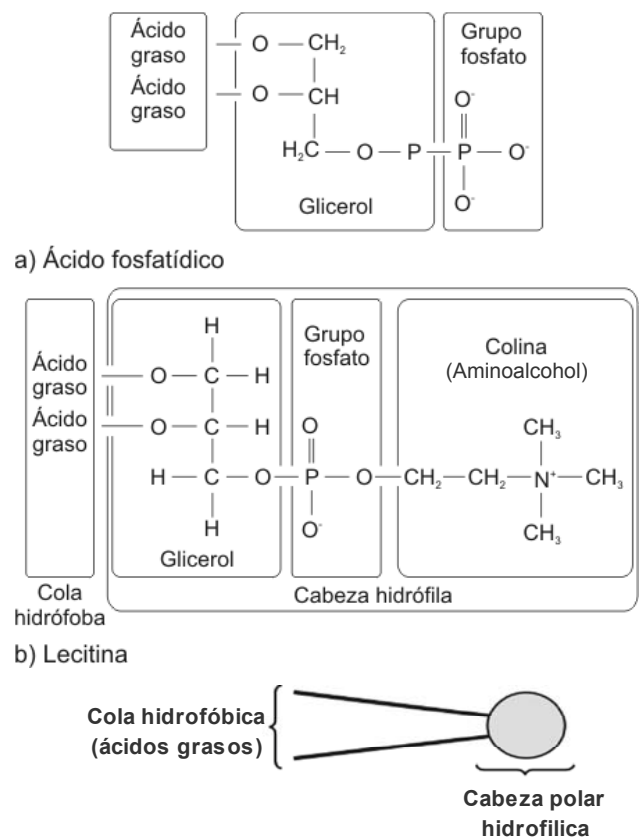 Ácido
graso
Ácido
graso
O — CH₂
O — CH
H₂C — O — P — P — O⁻
O⁻
O⁻
Glicerol
Grupo
fosfato
a) Ácido fosfatídico
Ácido
graso
Ácido
graso
Cola
hidrófoba
H
O — C — H
O — C — H
H — C — O — P — O — CH₂ — CH₂ — N⁺ — CH₃
H
Glicerol
Grupo
fosfato
O
O⁻
Colina
(Aminoalcohol)
CH₃
CH₃
Cabeza hidrófila
b) Lecitina
Cola hidrofóbica
(ácidos grasos)
Cabeza polar
hidrofilica